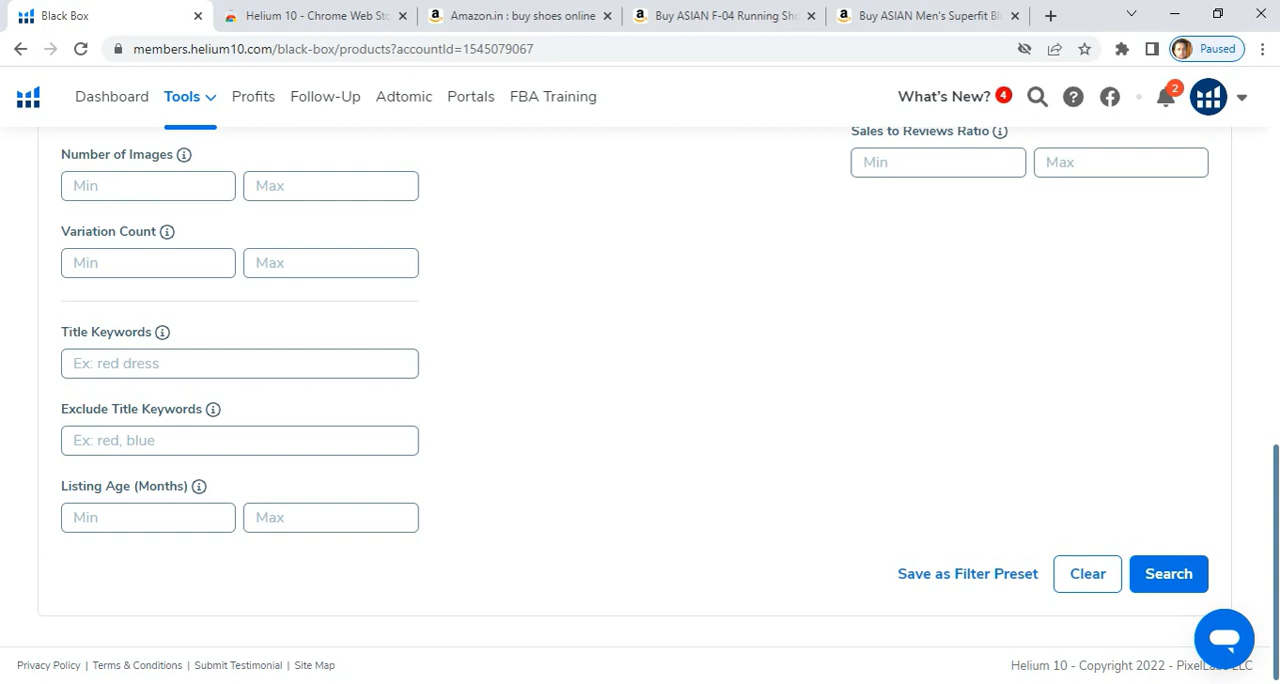 Black Box
Helium 10 - Chrome Web Sto
Amazon.in : buy shoes online
Buy ASIAN F-04 Running Sho
Buy ASIAN Men's Superfit Bl
members.helium10.com/black-box/products?accountId=1545079067
Paused
Dashboard
Tools
Profits
Follow-Up
Adtomic
Portals
FBA Training
What's New? 4
2
Sales to Reviews Ratio
Min
Max
Number of Images
Min
Max
Variation Count
Min
Max
Title Keywords
Ex: red dress
Exclude Title Keywords
Ex: red, blue
Listing Age (Months)
Min
Max
Save as Filter Preset
Clear
Search
Privacy Policy | Terms & Conditions | Submit Testimonial | Site Map
Helium 10 - Copyright 2022 - PixelLabs LLC